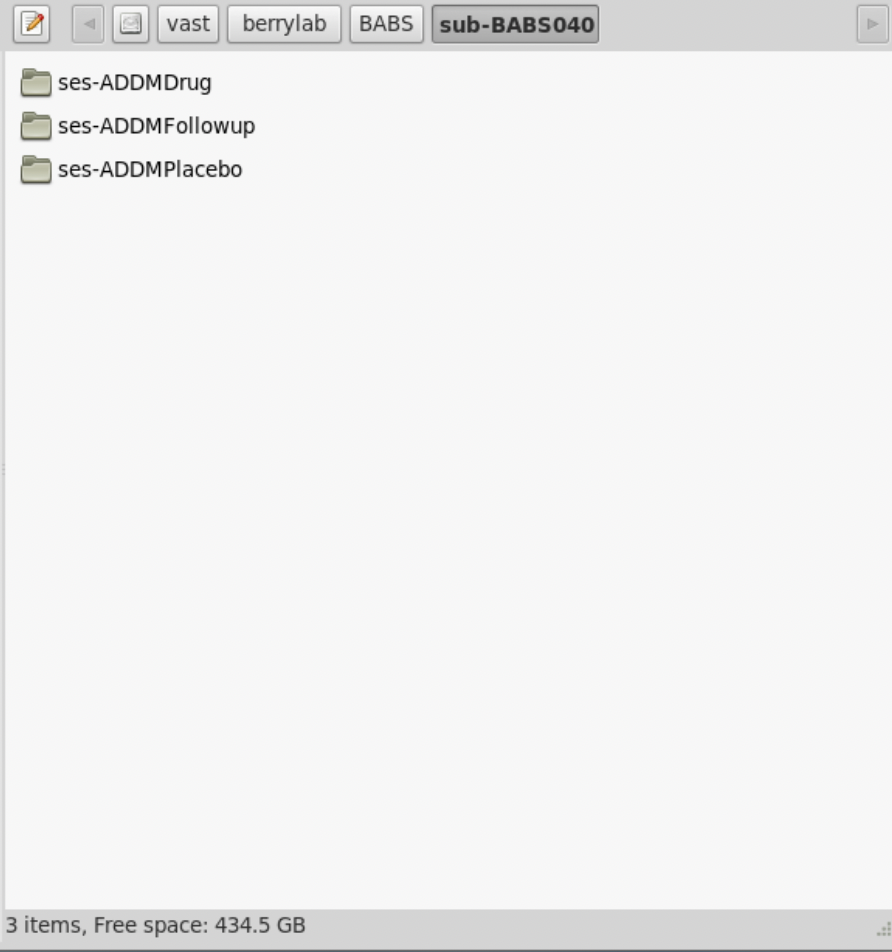 vast berrylab BABS sub-BABS040
ses-ADDMDrug
ses-ADDMFollowup
ses-ADDMPlacebo
3 items, Free space: 434.5 GB